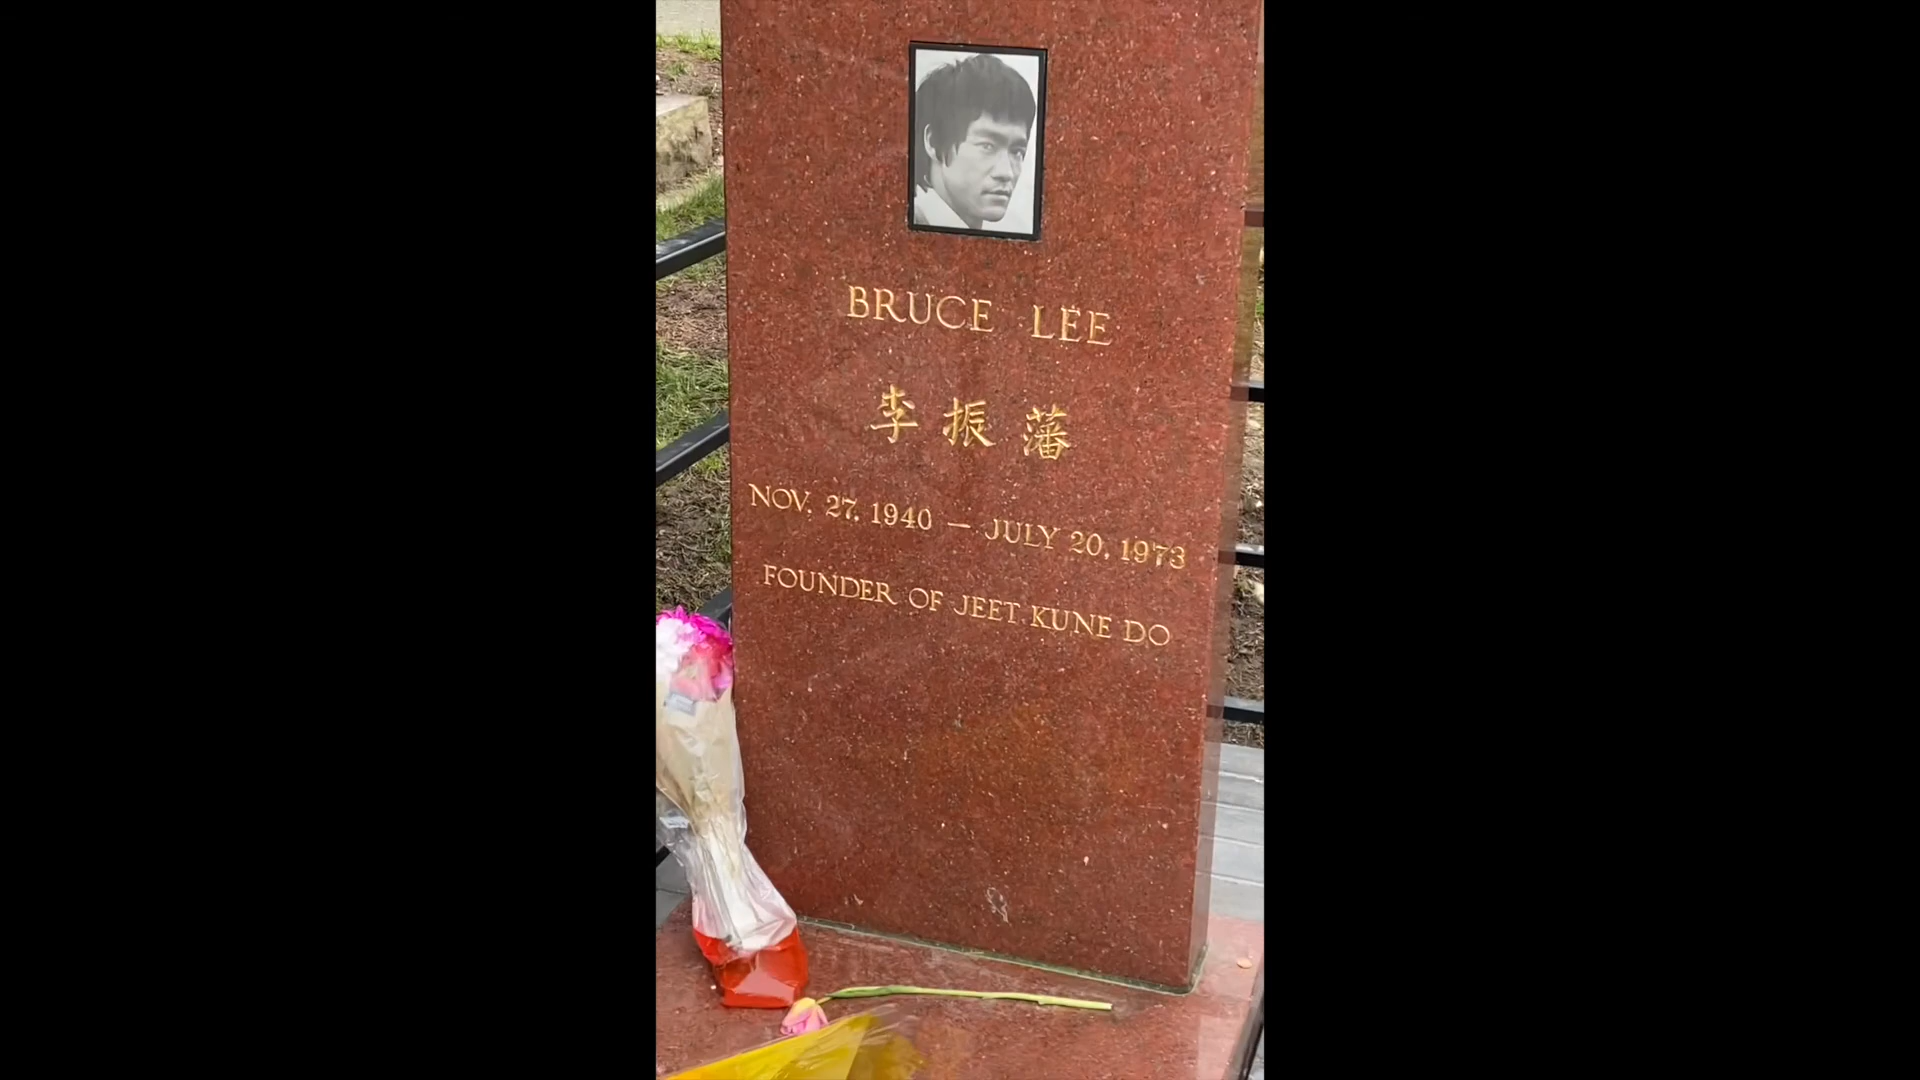 BRUCE LEE
李振藩
NOV. 27, 1940 – JULY 20, 1973
FOUNDER OF JEET KUNE DO